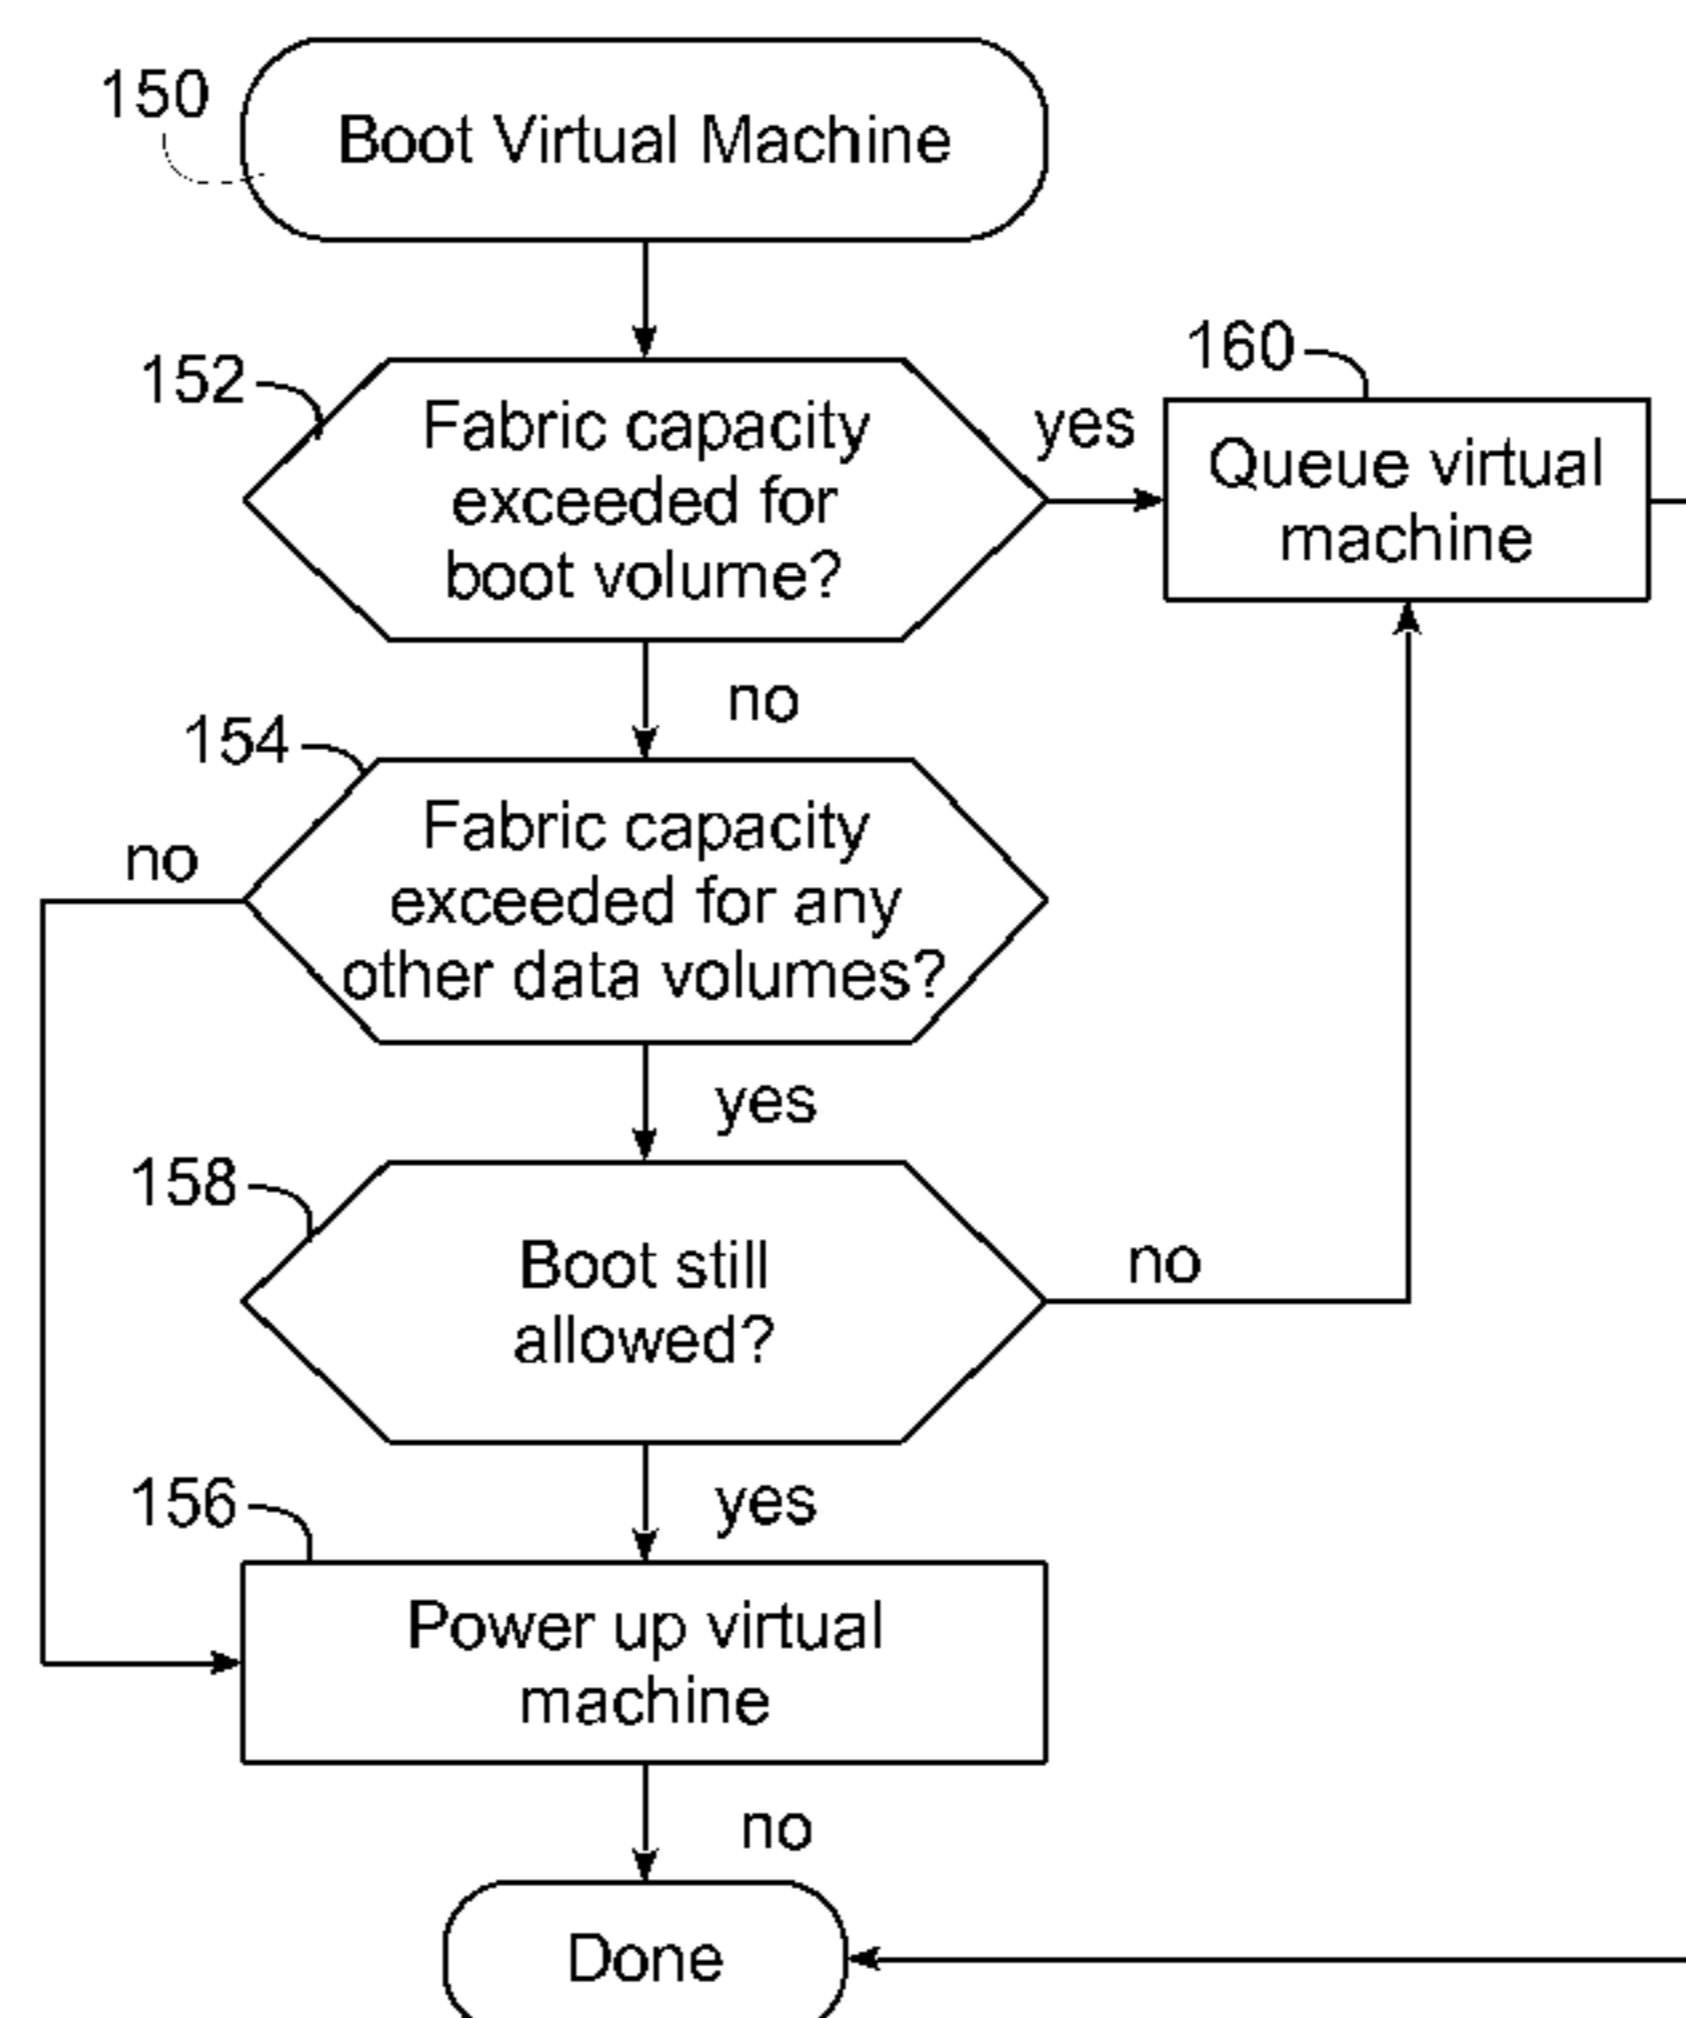 150
Boot Virtual Machine
152
Fabric capacity
exceeded for
boot volume?
yes
160
Queue virtual
machine
no
154
Fabric capacity
exceeded for any
other data volumes?
no
yes
158
Boot still
allowed?
no
yes
156
Power up virtual
machine
no
Done